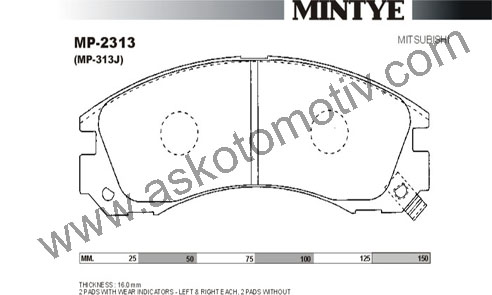 MINTYE
MP-2313
(MP-313J)
MITSUBISHI
www.askotomotiv.com
MM. 25 50 75 100 125 150
THICKNESS : 16.0 mm
2 PADS WITH WEAR INDICATORS - LEFT & RIGHT EACH, 2 PADS WITHOUT